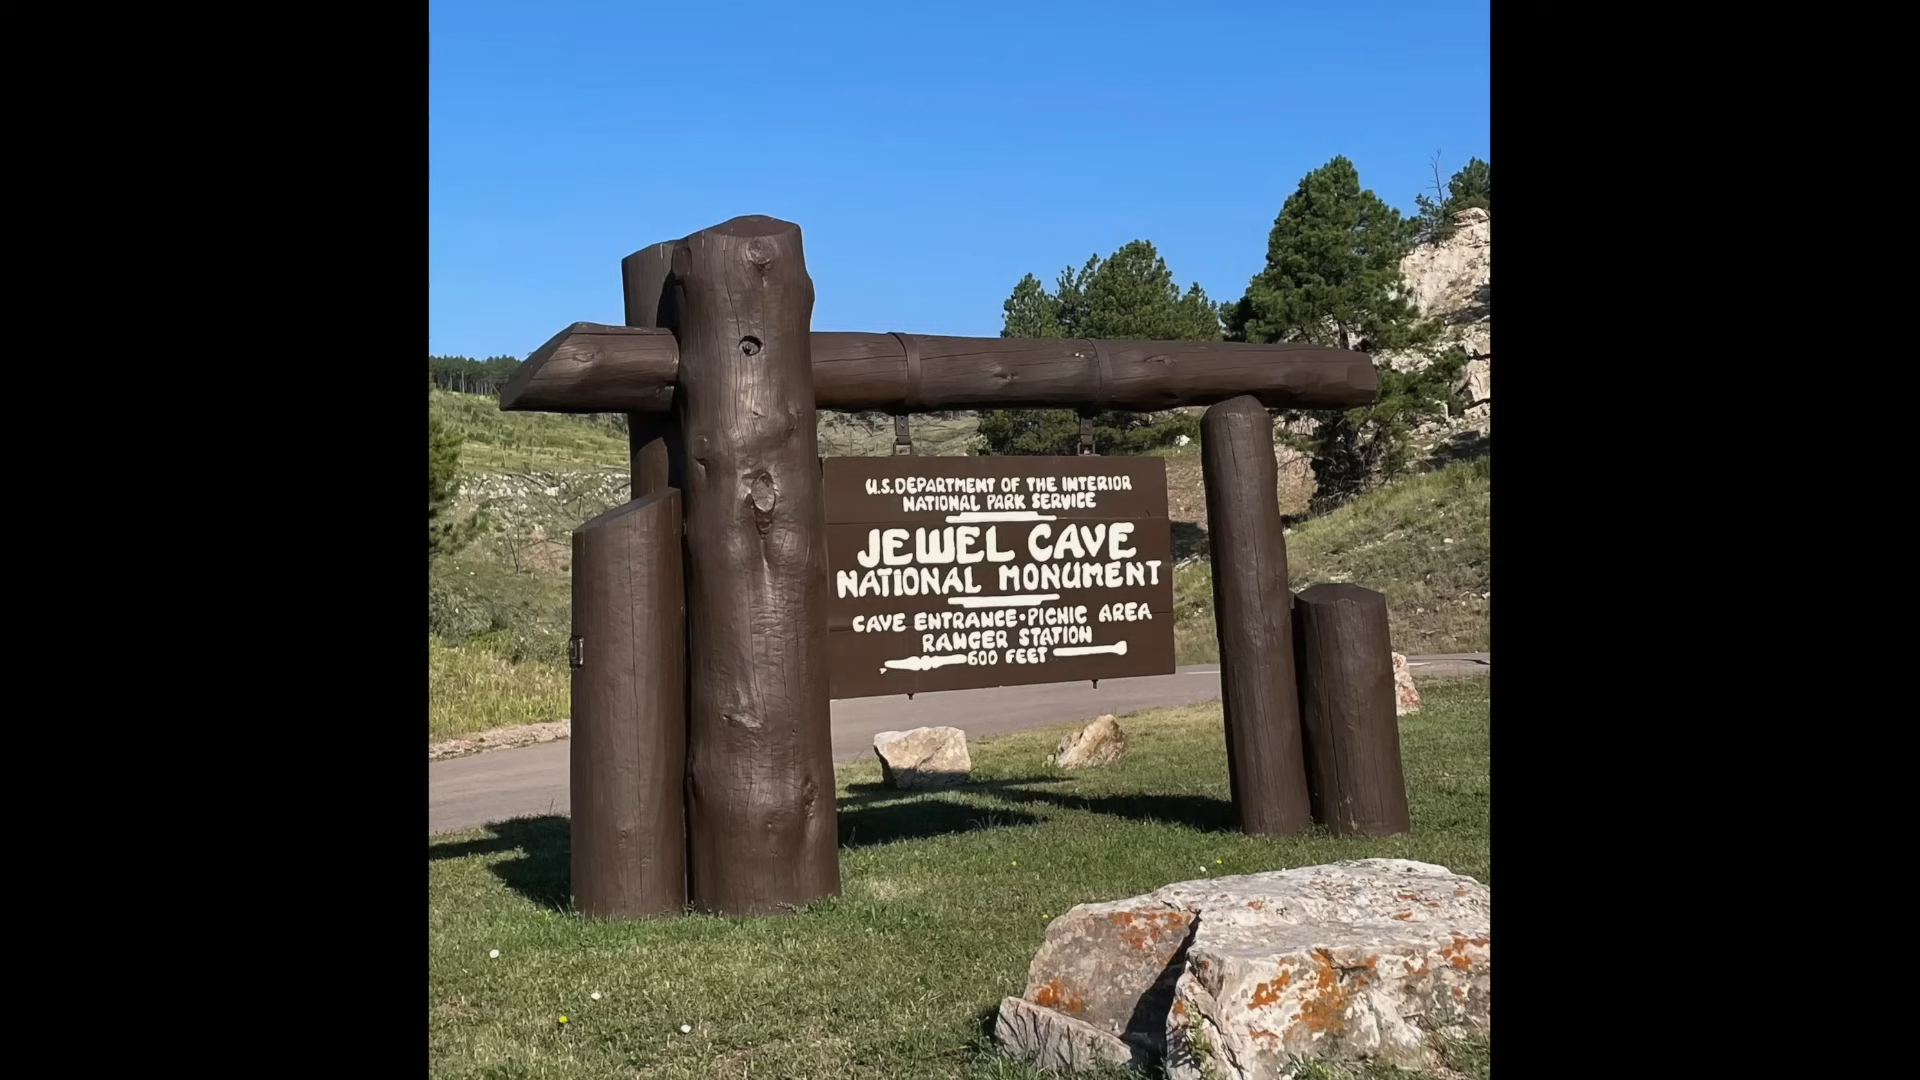 U.S. DEPARTMENT OF THE INTERIOR
NATIONAL PARK SERVICE
JEWEL CAVE
NATIONAL MONUMENT
CAVE ENTRANCE • PICNIC AREA
RANGER STATION
600 FEET